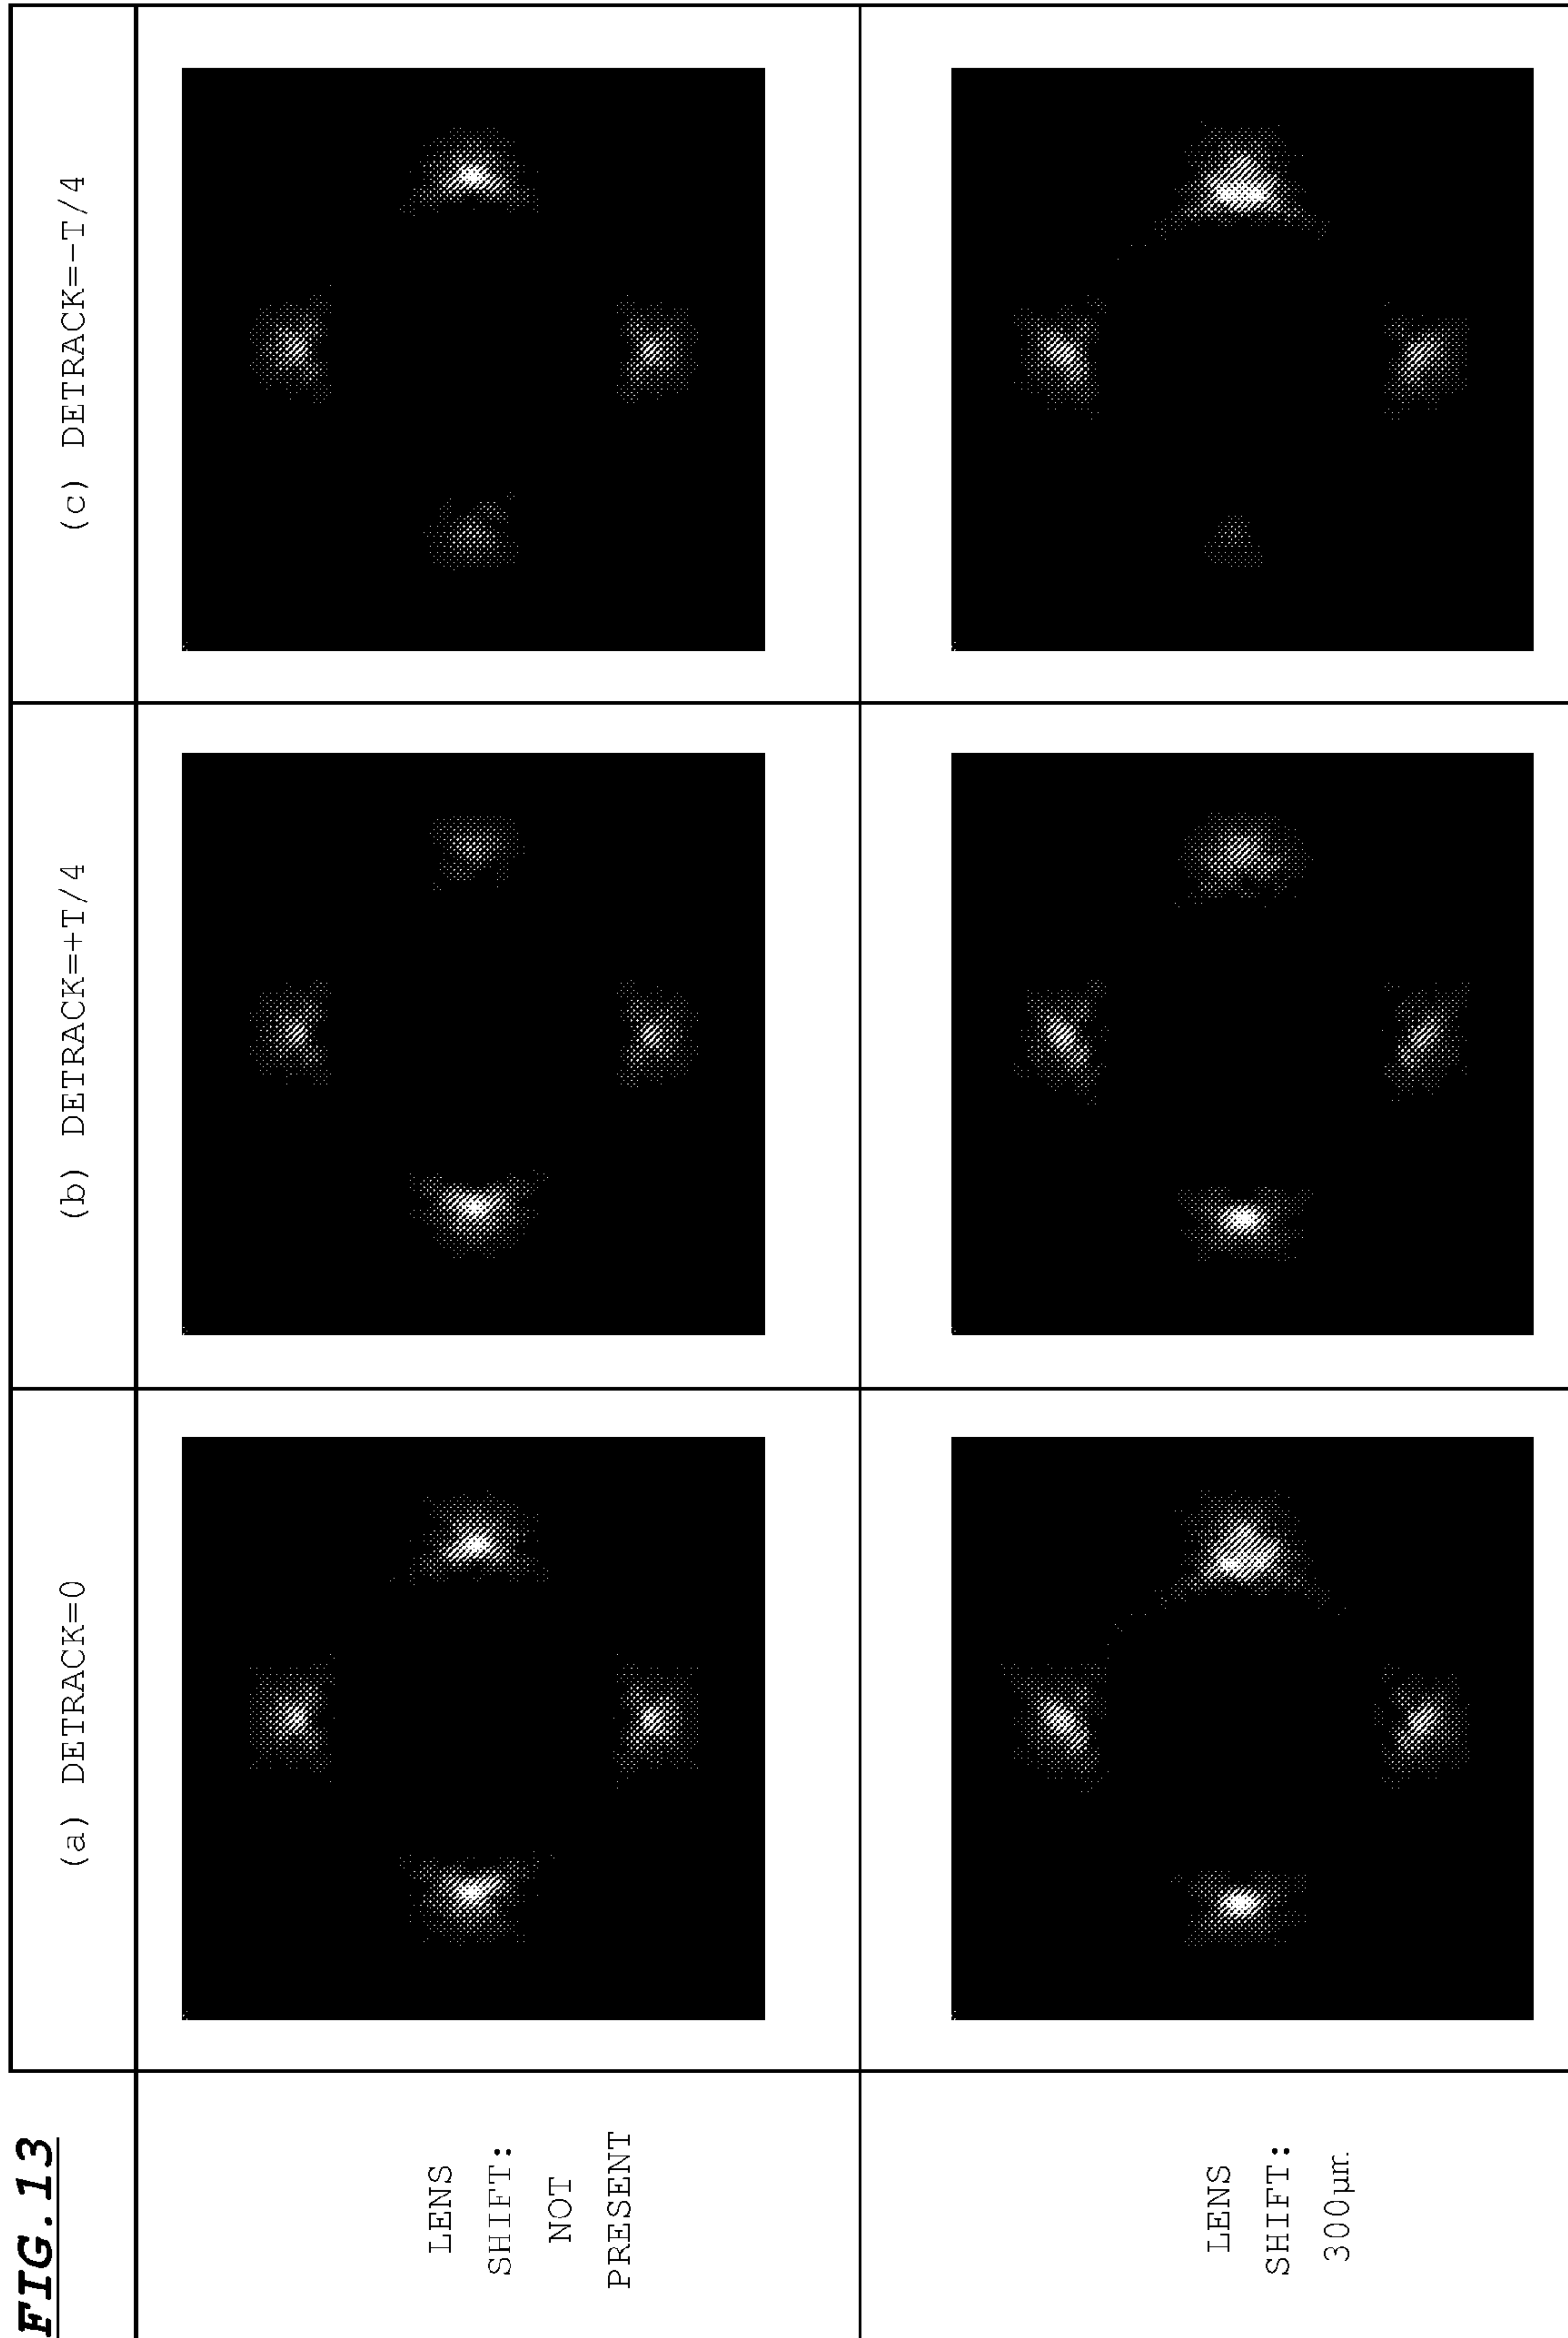 FIG.13
(a) DETRACK=0
(b) DETRACK=+T/4
(c) DETRACK=−T/4
LENS
SHIFT:
NOT
PRESENT
LENS
SHIFT:
300μm